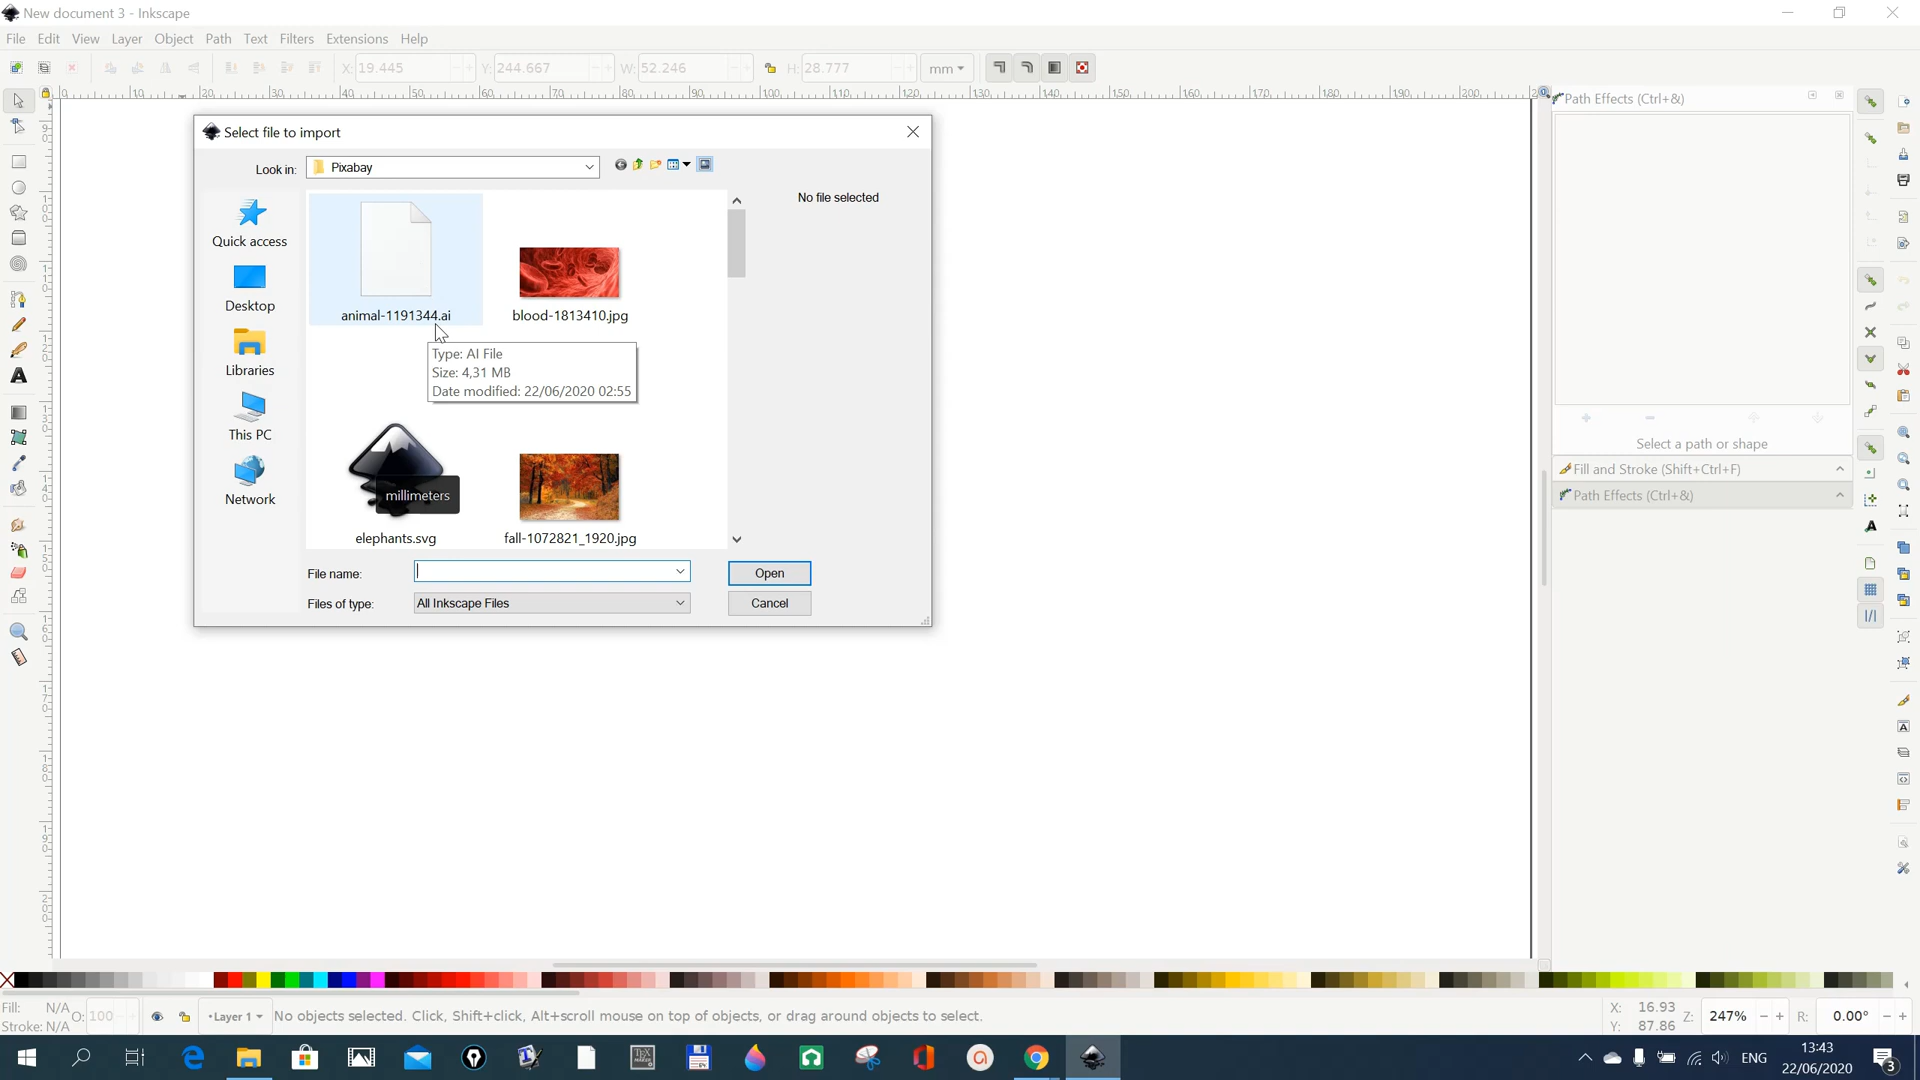 New document 3 - Inkscape
File Edit View Layer Object Path Text Filters Extensions Help
X: 19.445 Y: 244.667 W: 52.246 H: 28.777 mm
Path Effects (Ctrl+&)
Select file to import
Look in: Pixabay
No file selected
Quick access
Desktop
Libraries
This PC
Network
animal-1191344.ai
blood-1813410.jpg
Type: AI File
Size: 4,31 MB
Date modified: 22/06/2020 02:55
millimeters
elephants.svg
fall-1072821_1920.jpg
File name:
Open
Files of type: All Inkscape Files
Cancel
Select a path or shape
Fill and Stroke (Shift+Ctrl+F)
Path Effects (Ctrl+&)
Fill: N/A
Stroke: N/A
O: 100
•Layer 1
No objects selected. Click, Shift+click, Alt+scroll mouse on top of objects, or drag around objects to select.
X: 16.93
Y: 87.86
Z: 247%
R: 0.00°
ENG
13:43
22/06/2020
3